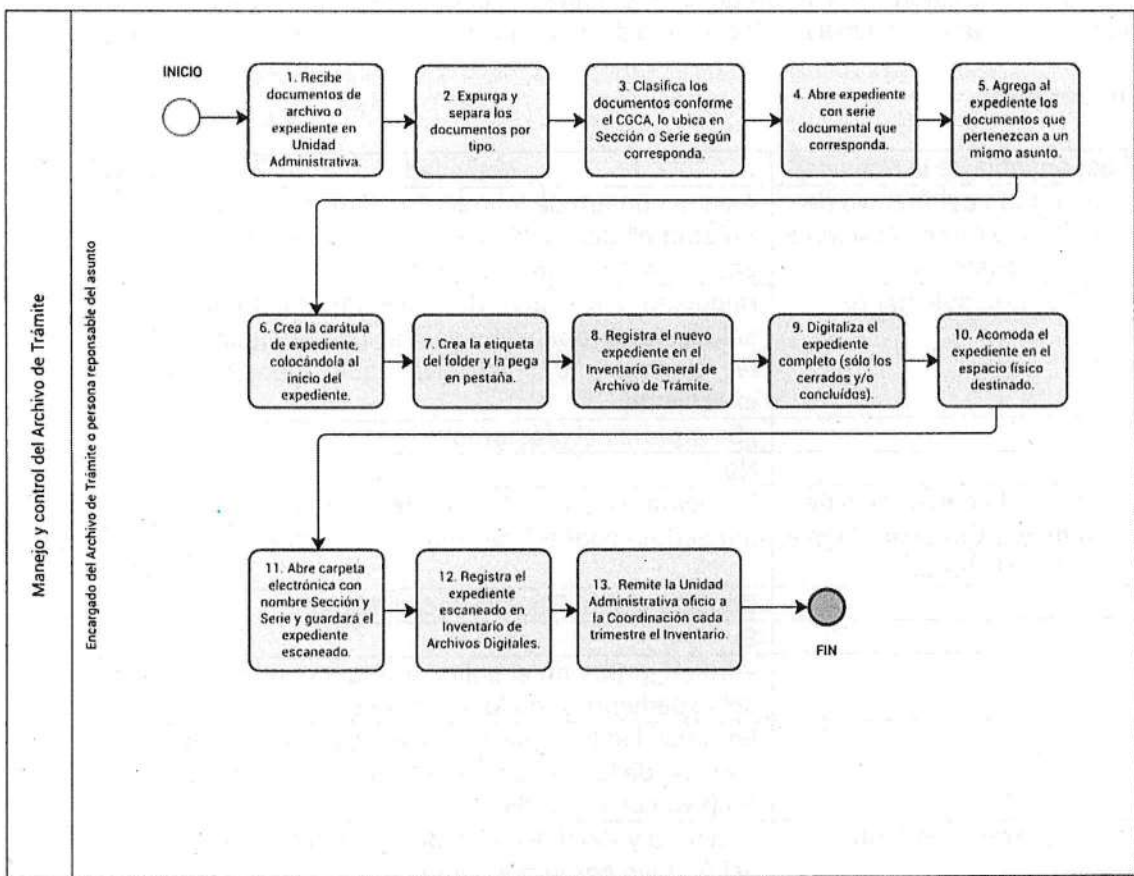 Manejo y control del Archivo de Trámite
Encargado del Archivo de Trámite o persona reponsable del asunto
INICIO
1. Recibe
documentos de
archivo o
expediente en
Unidad
Administrativa.
2. Expurga y
separa los
documentos por
tipo.
3. Clasifica los
documentos conforme
el CGCA, lo ubica en
Sección o Serie según
corresponda.
4. Abre expediente
con serie
documental que
corresponda.
5. Agrega al
expediente los
documentos que
pertenezcan a un
mismo asunto.
6. Crea la carátula
de expediente,
colocándola al
inicio del
expediente.
7. Crea la etiqueta
del folder y la pega
en pestaña.
8. Registra el nuevo
expediente en el
Inventario General de
Archivo de Trámite.
9. Digitaliza el
expediente
completo (sólo los
cerrados y/o
concluídos).
10. Acomoda el
expediente en el
espacio físico
destinado.
11. Abre carpeta
electrónica con
nombre Sección y
Serie y guardará el
expediente
escaneado.
12. Registra el
expediente
escaneado en
Inventario de
Archivos Digitales.
13. Remite la Unidad
Administrativa oficio a
la Coordinación cada
trimestre el Inventario.
FIN